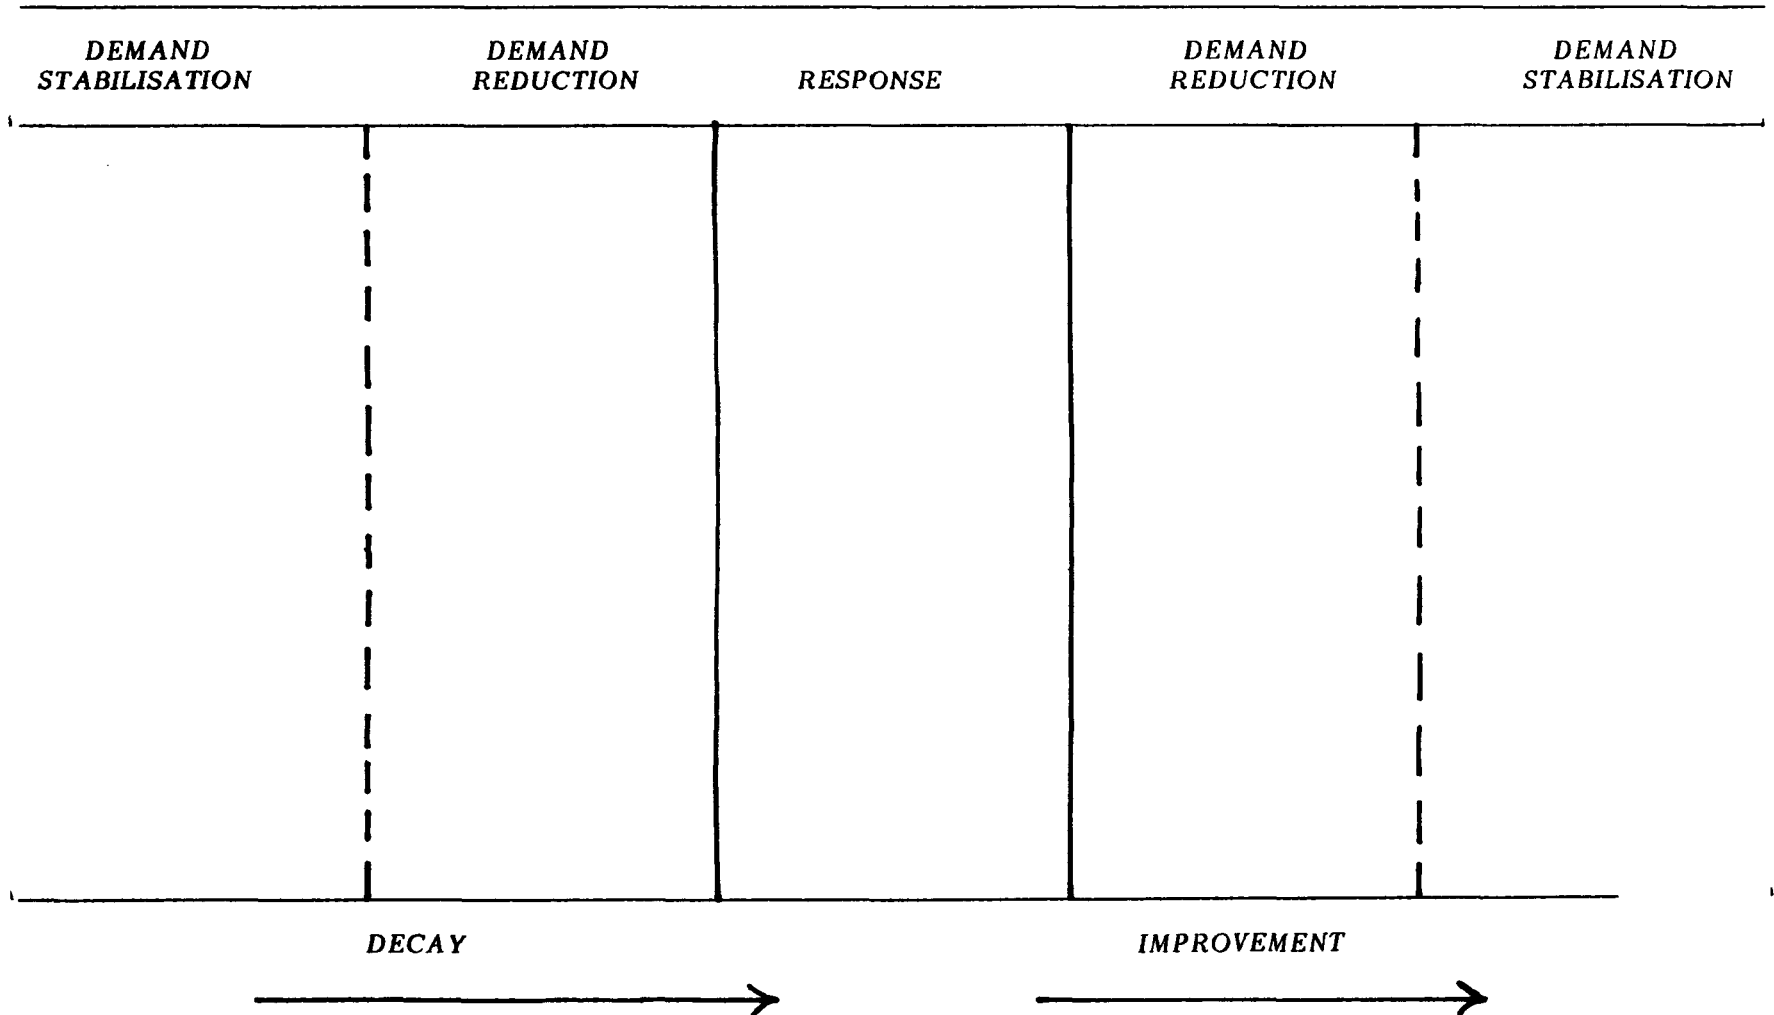 DEMAND
STABILISATION
DEMAND
REDUCTION
RESPONSE
DEMAND
REDUCTION
DEMAND
STABILISATION
DECAY
IMPROVEMENT